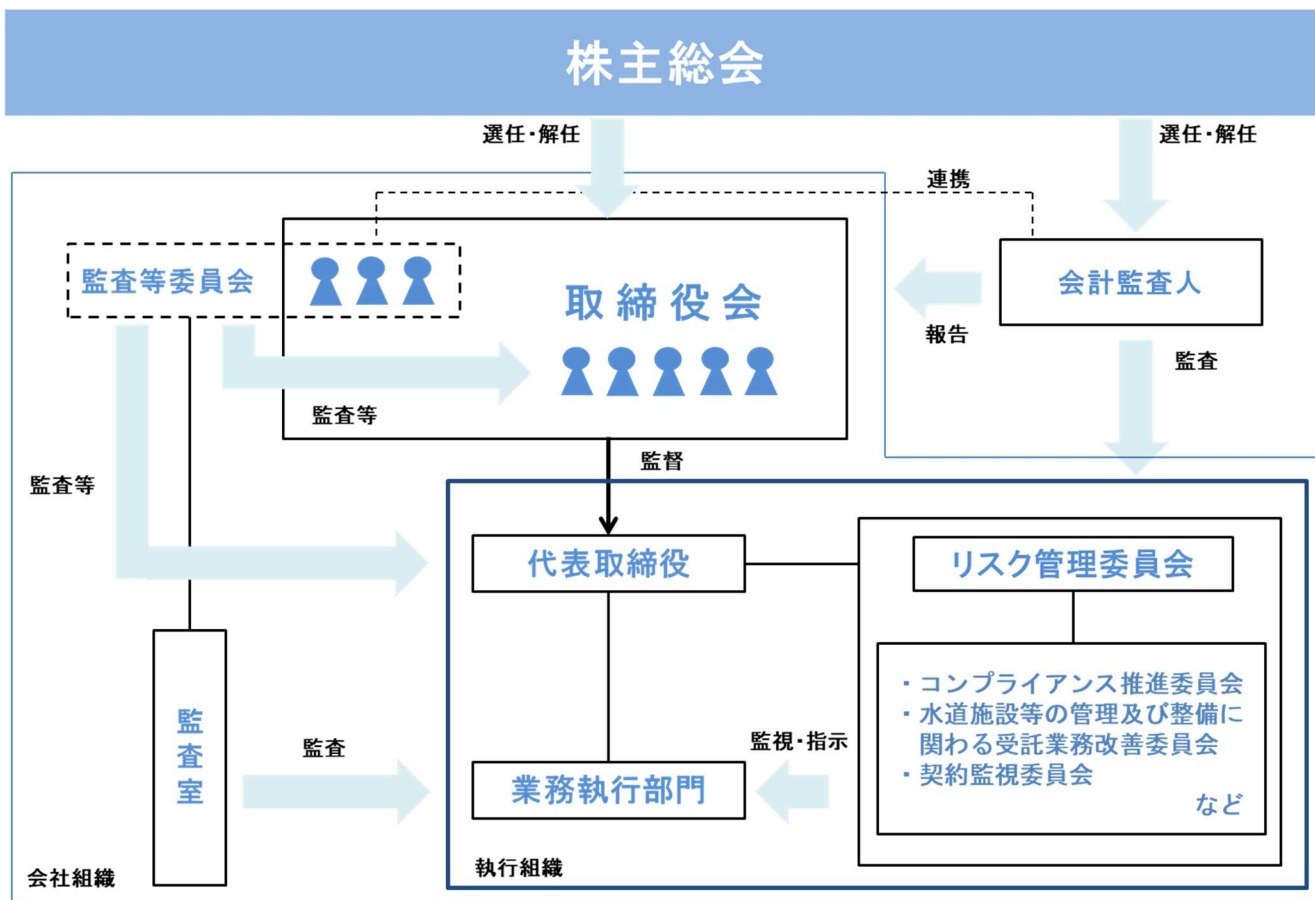 株主総会
選任・解任
選任・解任
連携
監査等委員会
取締役会
会計監査人
報告
監査
監査等
監督
監査等
代表取締役
リスク管理委員会
・コンプライアンス推進委員会
・水道施設等の管理及び整備に
関わる受託業務改善委員会
・契約監視委員会
など
監査室
監査
監視・指示
業務執行部門
執行組織
会社組織